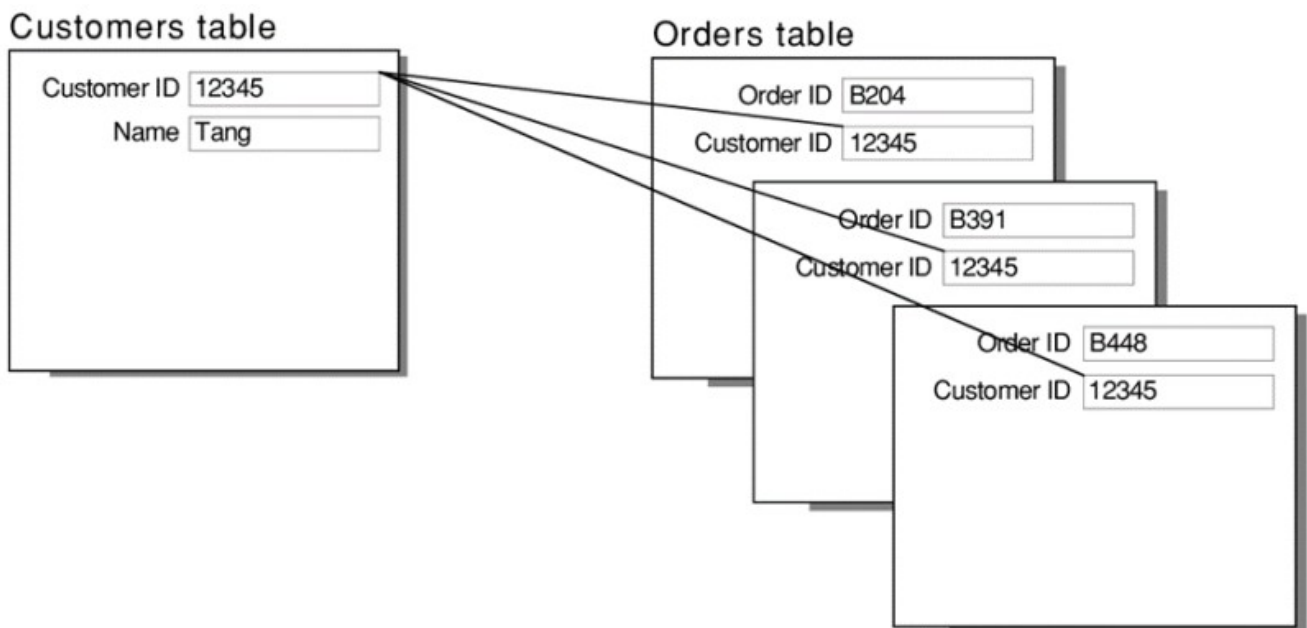 Customers table
Customer ID 12345
Name Tang
Orders table
Order ID B204
Customer ID 12345
Order ID B391
Customer ID 12345
Order ID B448
Customer ID 12345